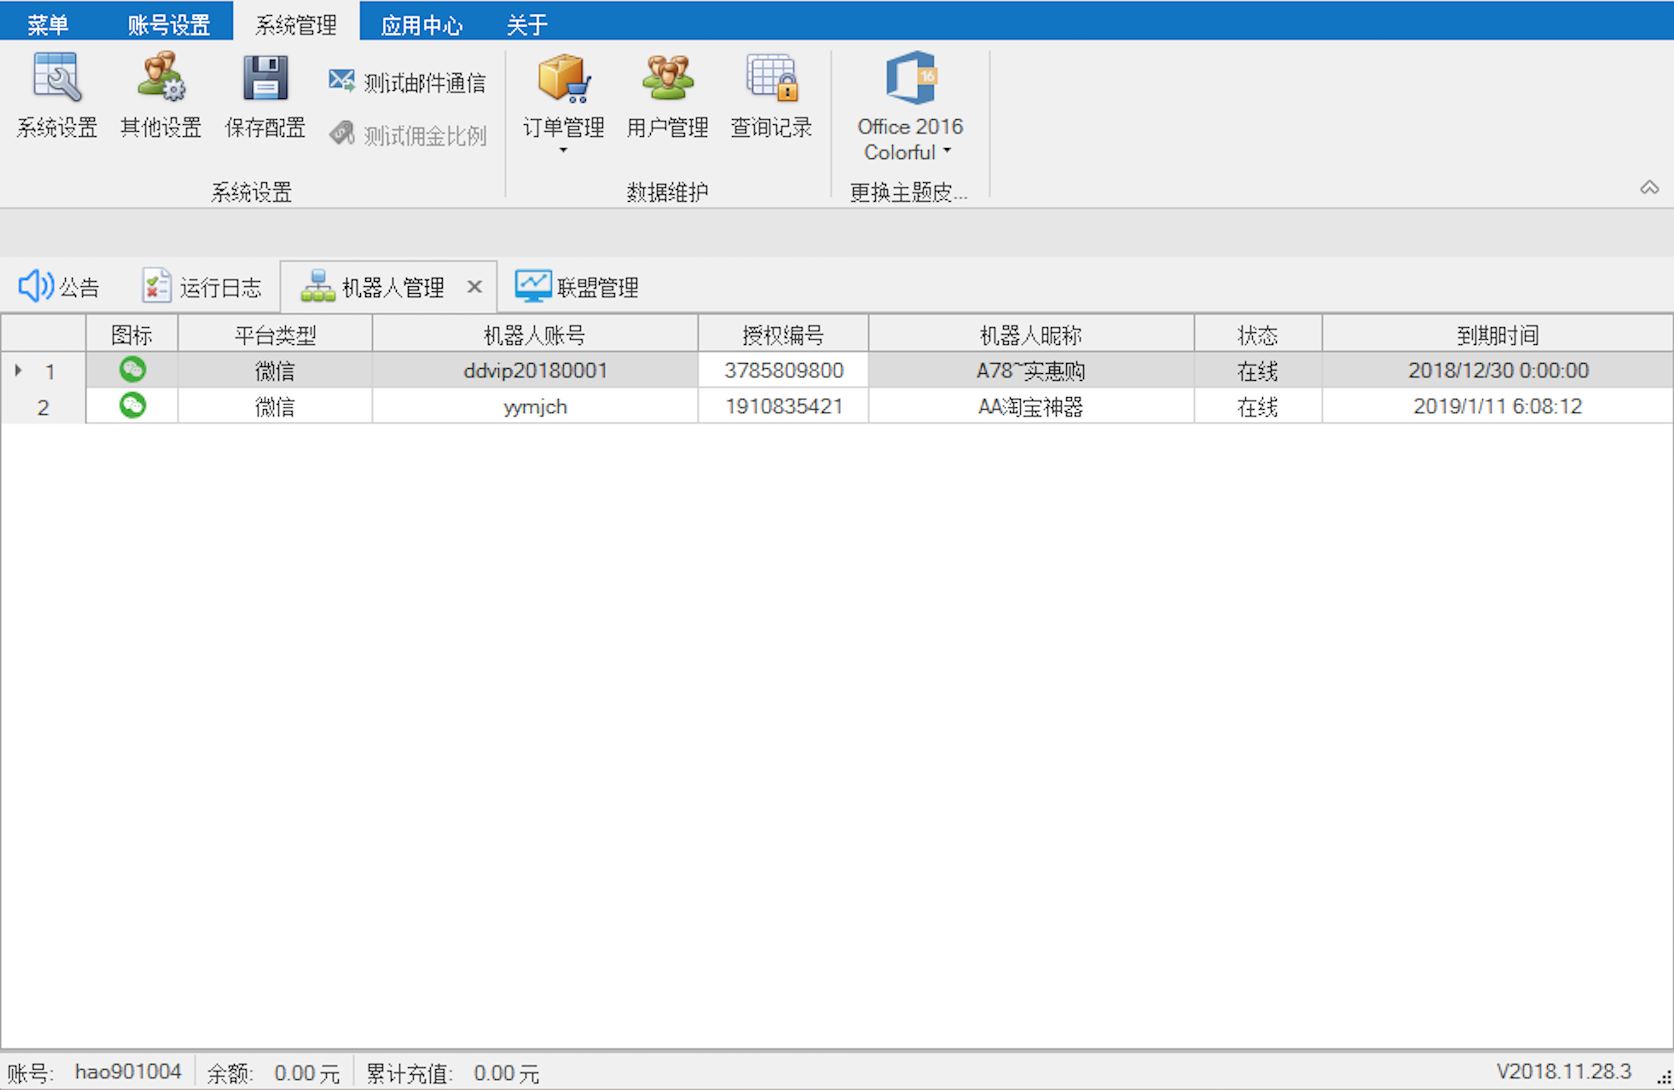 菜单 账号设置 系统管理 应用中心 关于
系统设置 其他设置 保存配置 测试邮件通信 测试佣金比例 订单管理 用户管理 查询记录 Office 2016 Colorful
16
系统设置 数据维护 更换主题皮...
公告 运行日志 机器人管理 联盟管理
图标 平台类型 机器人账号 授权编号 机器人昵称 状态 到期时间
1 微信 ddvip20180001 3785809800 A78~实惠购 在线 2018/12/30 0:00:00
2 微信 yymjch 1910835421 AA淘宝神器 在线 2019/1/11 6:08:12
账号: hao901004 余额: 0.00 元 累计充值: 0.00 元 V2018.11.28.3